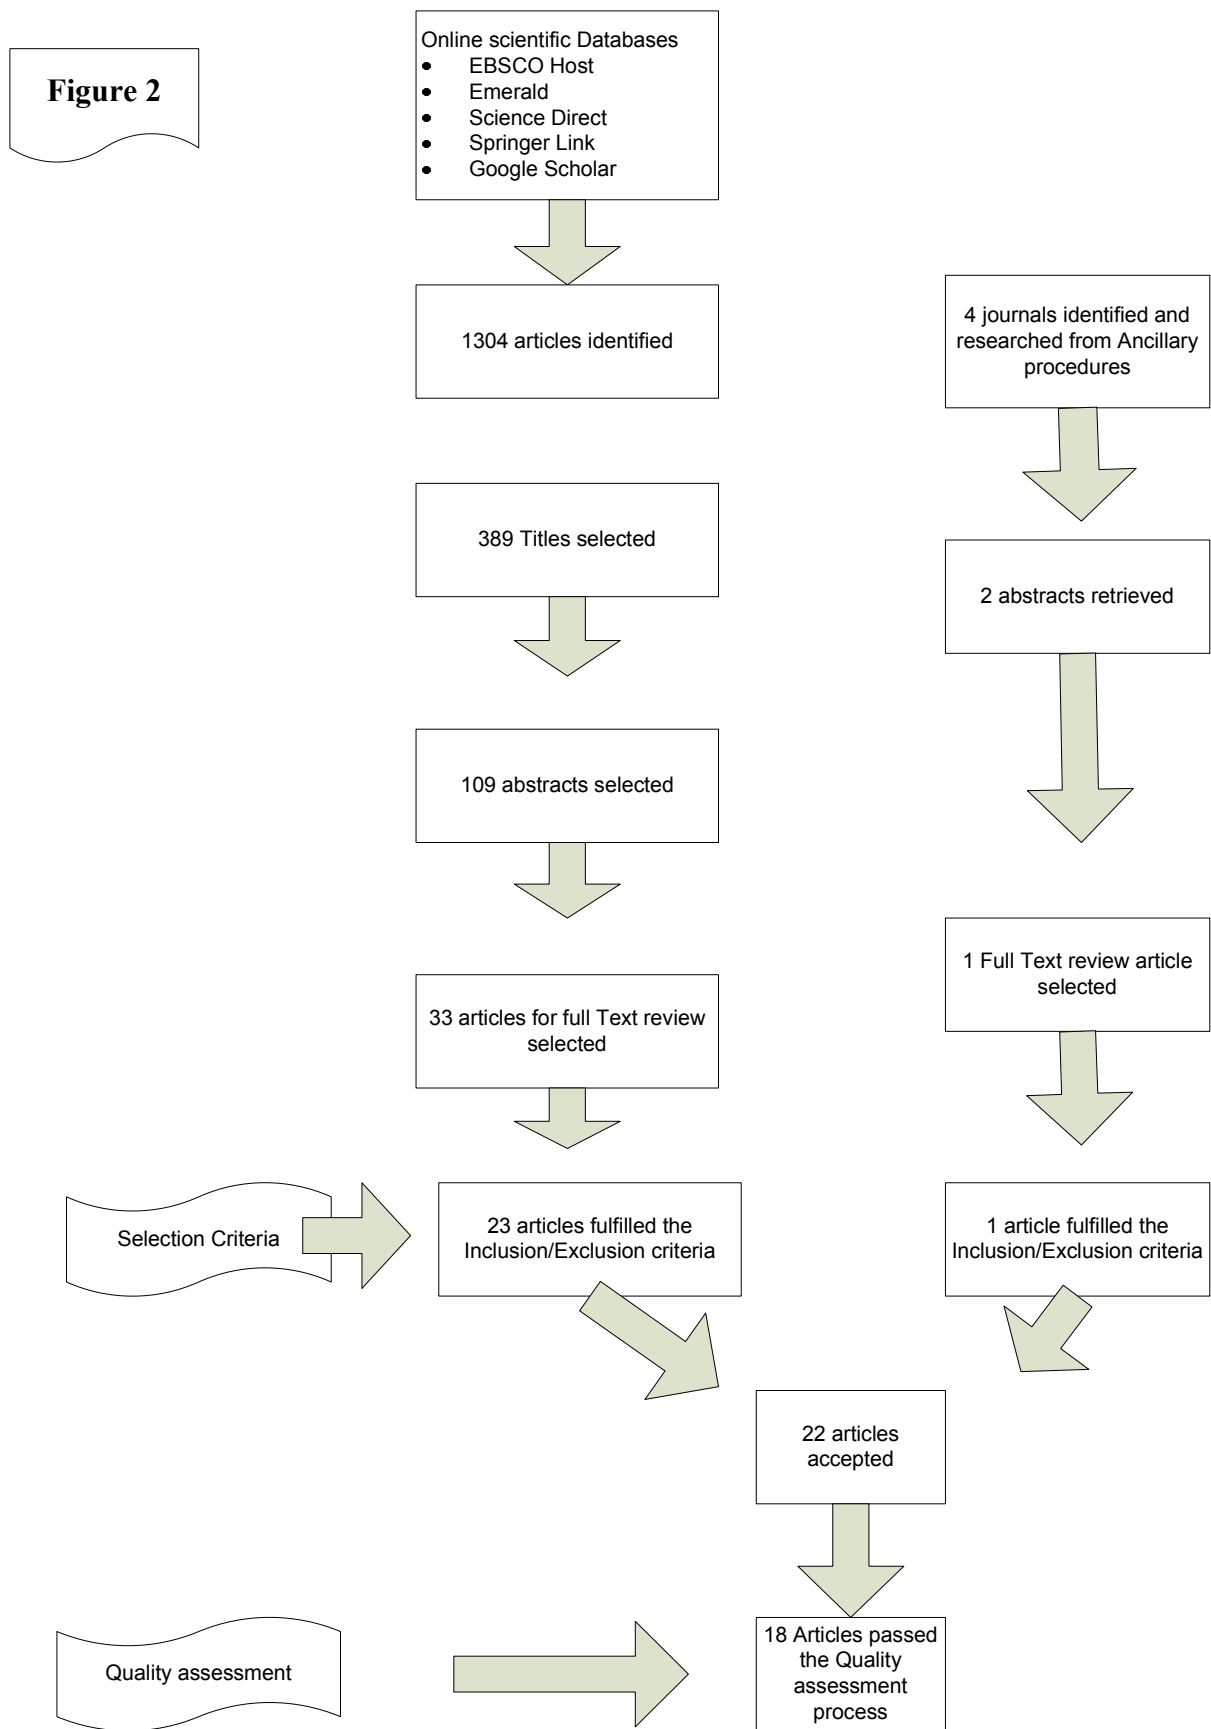 Figure 2
Online scientific Databases
• EBSCO Host
• Emerald
• Science Direct
• Springer Link
• Google Scholar
1304 articles identified
4 journals identified and
researched from Ancillary
procedures
389 Titles selected
2 abstracts retrieved
109 abstracts selected
1 Full Text review article
selected
33 articles for full Text review
selected
Selection Criteria
23 articles fulfilled the
Inclusion/Exclusion criteria
1 article fulfilled the
Inclusion/Exclusion criteria
22 articles
accepted
Quality assessment
18 Articles passed
the Quality
assessment
process